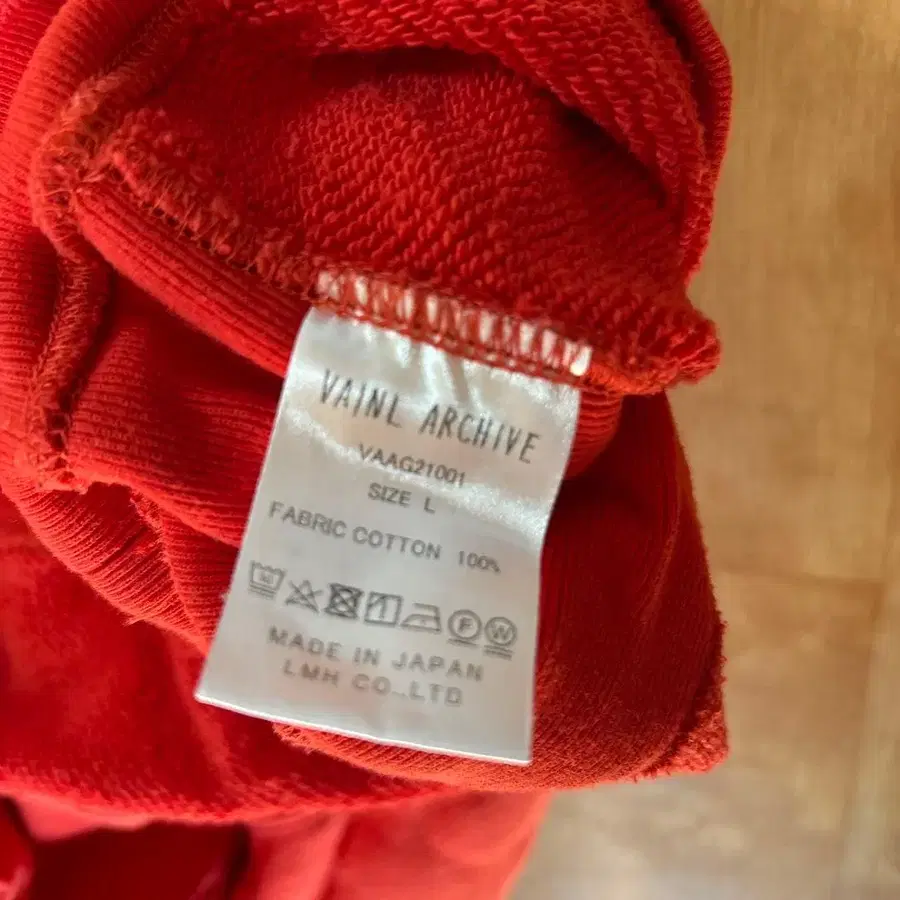 VAINL ARCHIVE
VAAG21001
SIZE L
FABRIC COTTON 100%
F W
MADE IN JAPAN
LMH CO.,LTD